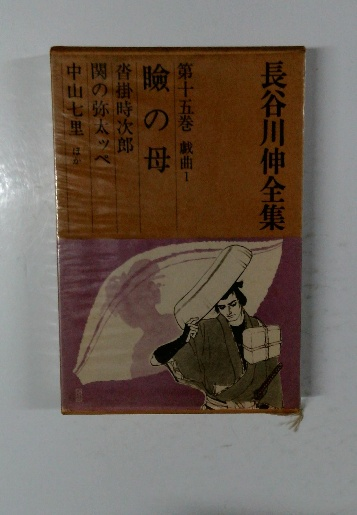 長谷川伸全集
第十五巻 戯曲1
瞼の母
沓掛時次郎
関の弥太ッペ
中山七里 ほか